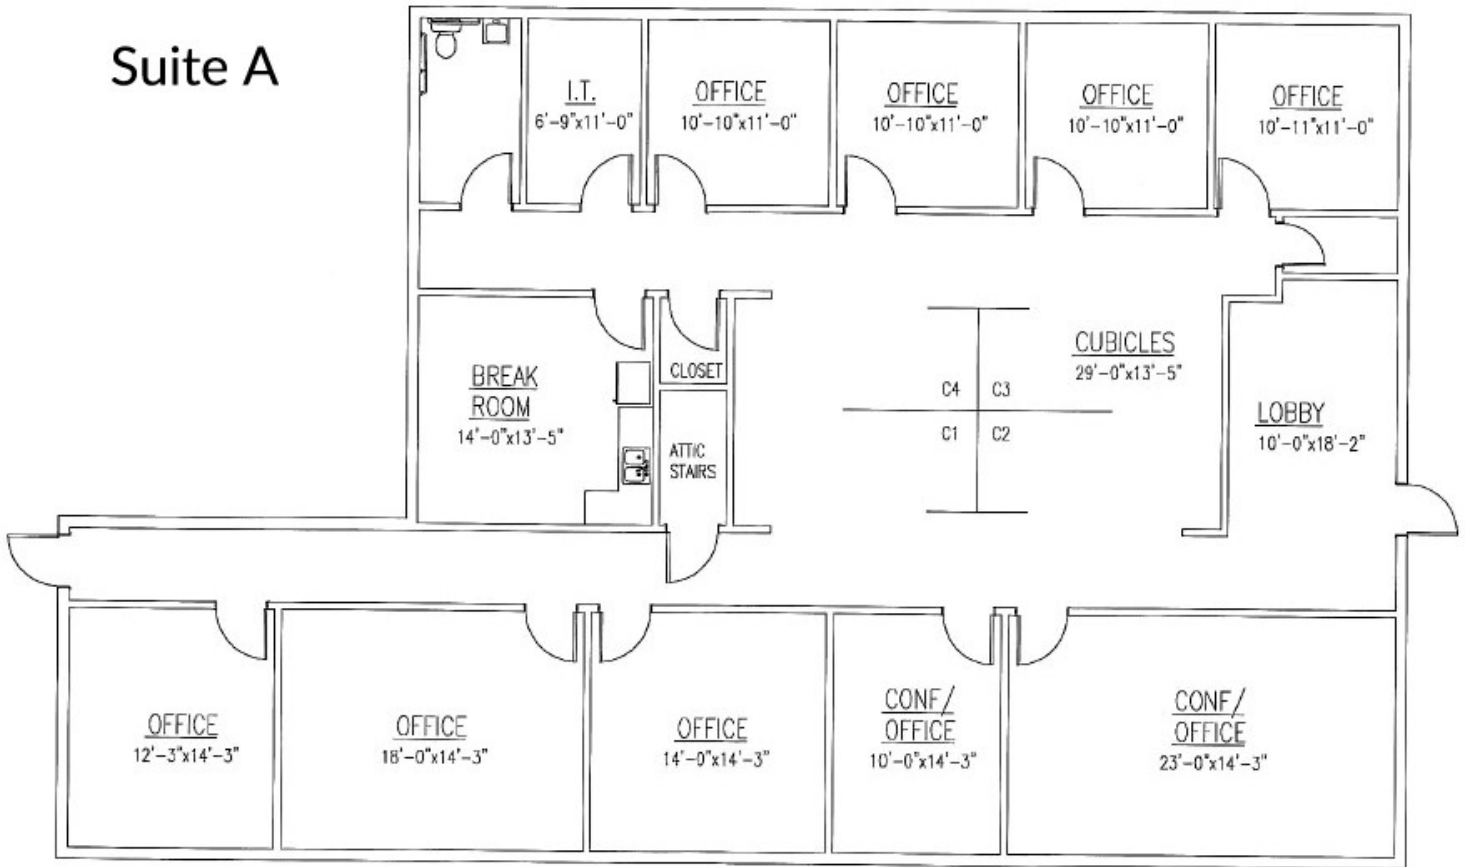 Suite A
I.T.
6'-9"x11'-0"
OFFICE
10'-10"x11'-0"
OFFICE
10'-10"x11'-0"
OFFICE
10'-10"x11'-0"
OFFICE
10'-11"x11'-0"
BREAK
ROOM
14'-0"x13'-5"
CLOSET
ATTIC
STAIRS
C4 C3
C1 C2
CUBICLES
29'-0"x13'-5"
LOBBY
10'-0"x18'-2"
OFFICE
12'-3"x14'-3"
OFFICE
18'-0"x14'-3"
OFFICE
14'-0"x14'-3"
CONF/
OFFICE
10'-0"x14'-3"
CONF/
OFFICE
23'-0"x14'-3"